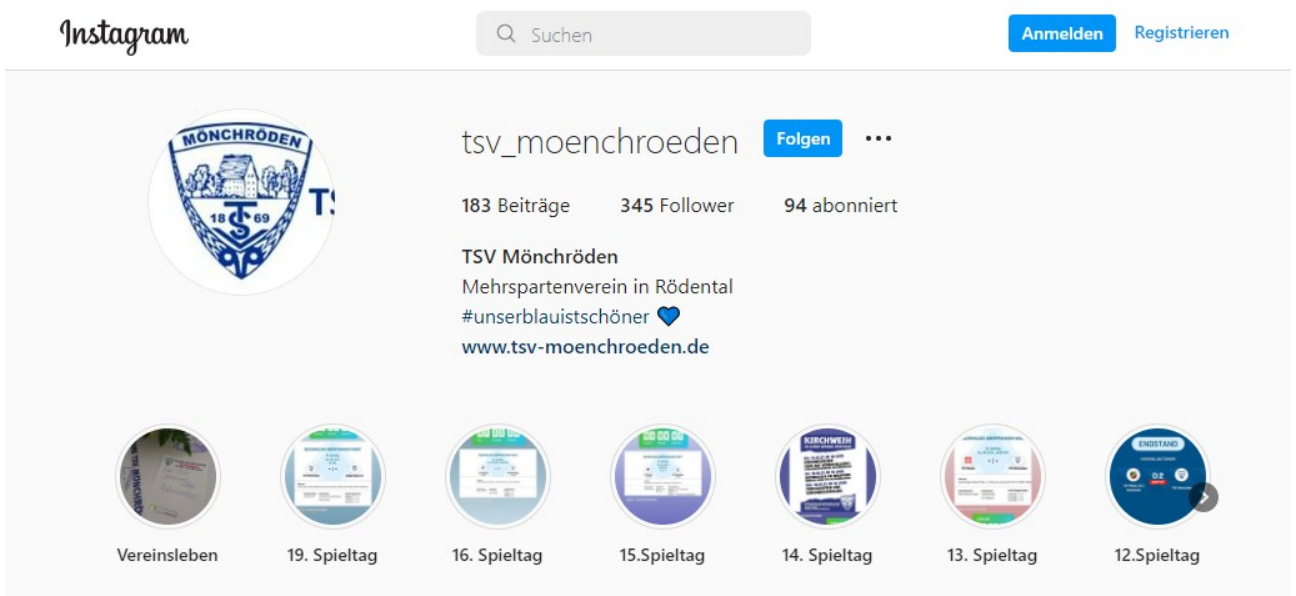 Instagram
Suchen
Anmelden
Registrieren
MÖNCHRÖDEN
18 TS 69
tsv_moenchroeden
Folgen
183 Beiträge 345 Follower 94 abonniert
TSV Mönchröden
Mehrspartenverein in Rödental
#unserblauistschöner 💙
www.tsv-moenchroeden.de
KIRCHWEIH
ENDSTAND
0:2
Vereinsleben
19. Spieltag
16. Spieltag
15.Spieltag
14. Spieltag
13. Spieltag
12.Spieltag